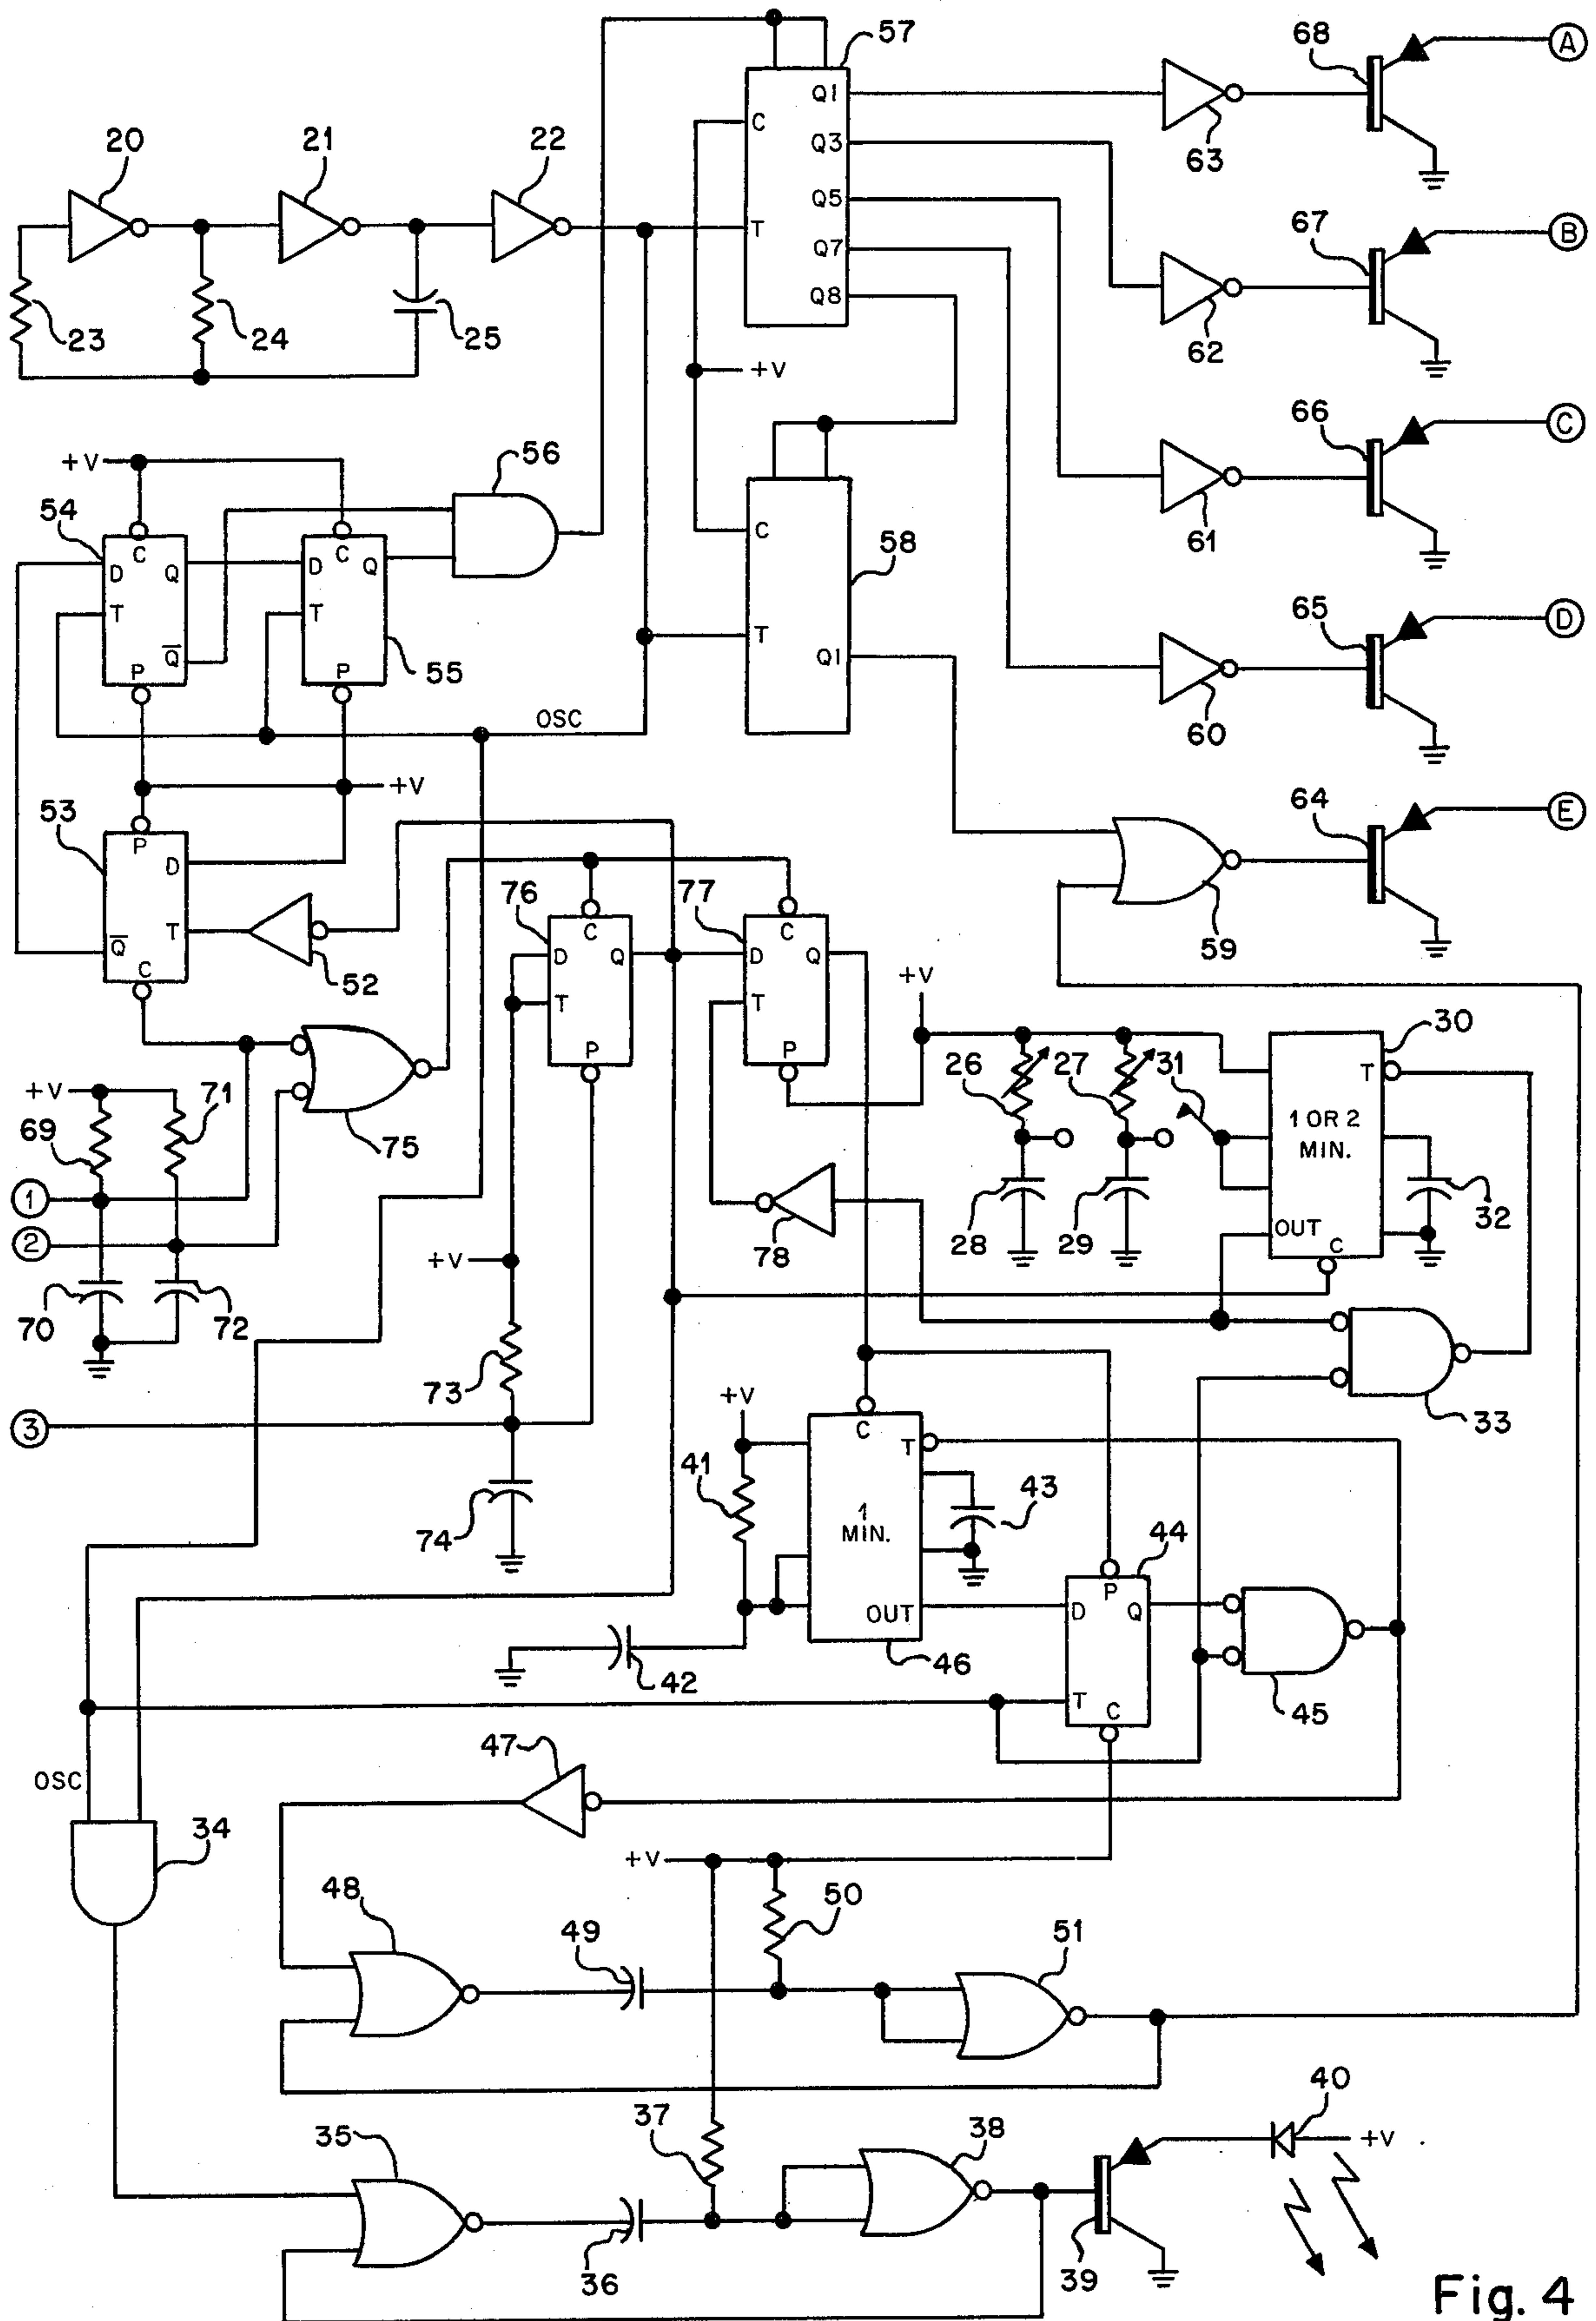 57
68
A
Q1
C
Q3
63
20
21
22
Q5
67
B
T
Q7
Q8
23
24
25
62
+V
66
C
+V
56
54
C
C
D
Q
D
Q
C
58
61
T
T
65
D
Q̅
T
Q1
P
P
55
OSC
60
+V
53
64
E
P
D
76
77
T
C
C
Q̅
52
D
Q
D
Q
59
C
+V
T
T
30
+V
71
P
P
26
27
31
T
69
75
1 OR 2
MIN.
1
2
78
28
29
OUT
32
C
+V
70
72
73
+V
33
3
C
T
41
43
1
MIN.
44
74
P
OUT
D
Q
42
46
T
45
C
47
OSC
34
+V
48
50
49
51
40
37
38
+V
35
36
39
Fig. 4